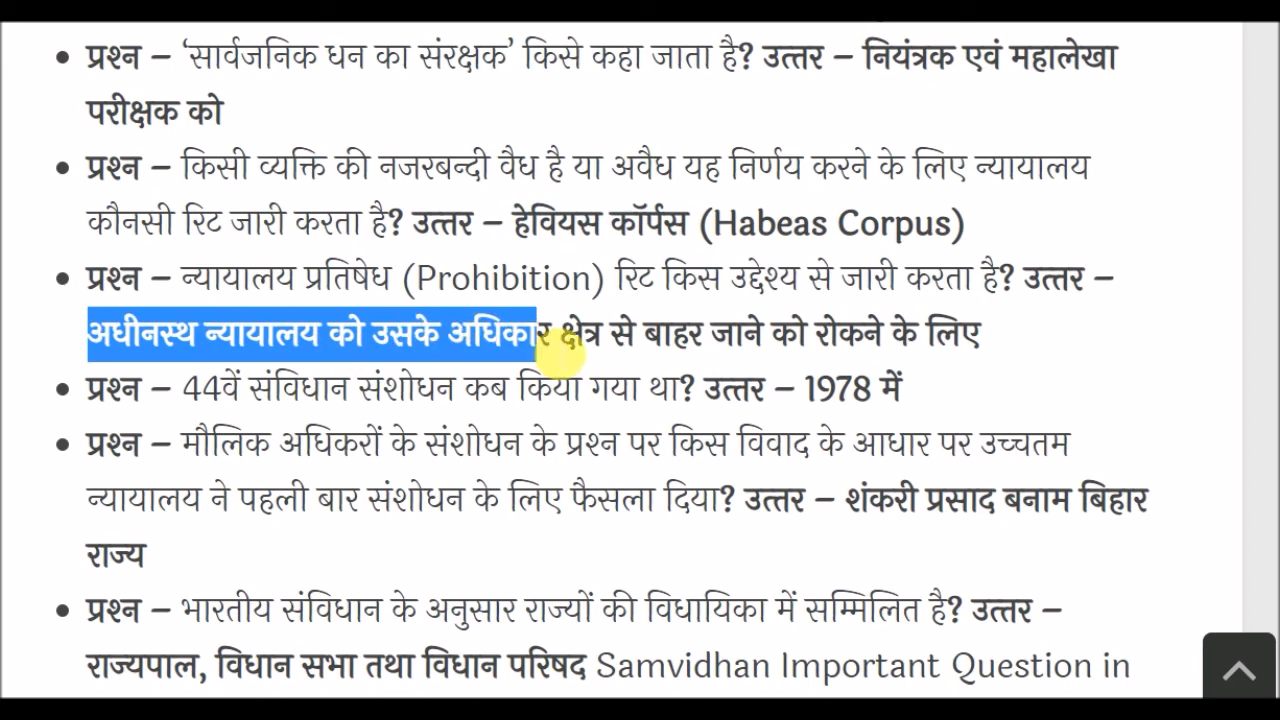 • प्रश्न – ‘सार्वजनिक धन का संरक्षक’ किसे कहा जाता है? उत्तर – नियंत्रक एवं महालेखा
परीक्षक को
• प्रश्न – किसी व्यक्ति की नजरबन्दी वैध है या अवैध यह निर्णय करने के लिए न्यायालय
कौनसी रिट जारी करता है? उत्तर – हेवियस कॉर्पस (Habeas Corpus)
• प्रश्न – न्यायालय प्रतिषेध (Prohibition) रिट किस उद्देश्य से जारी करता है? उत्तर –
अधीनस्थ न्यायालय को उसके अधिकार क्षेत्र से बाहर जाने को रोकने के लिए
• प्रश्न – 44वें संविधान संशोधन कब किया गया था? उत्तर – 1978 में
• प्रश्न – मौलिक अधिकरों के संशोधन के प्रश्न पर किस विवाद के आधार पर उच्चतम
न्यायालय ने पहली बार संशोधन के लिए फैसला दिया? उत्तर – शंकरी प्रसाद बनाम बिहार
राज्य
• प्रश्न – भारतीय संविधान के अनुसार राज्यों की विधायिका में सम्मिलित है? उत्तर –
राज्यपाल, विधान सभा तथा विधान परिषद Samvidhan Important Question in